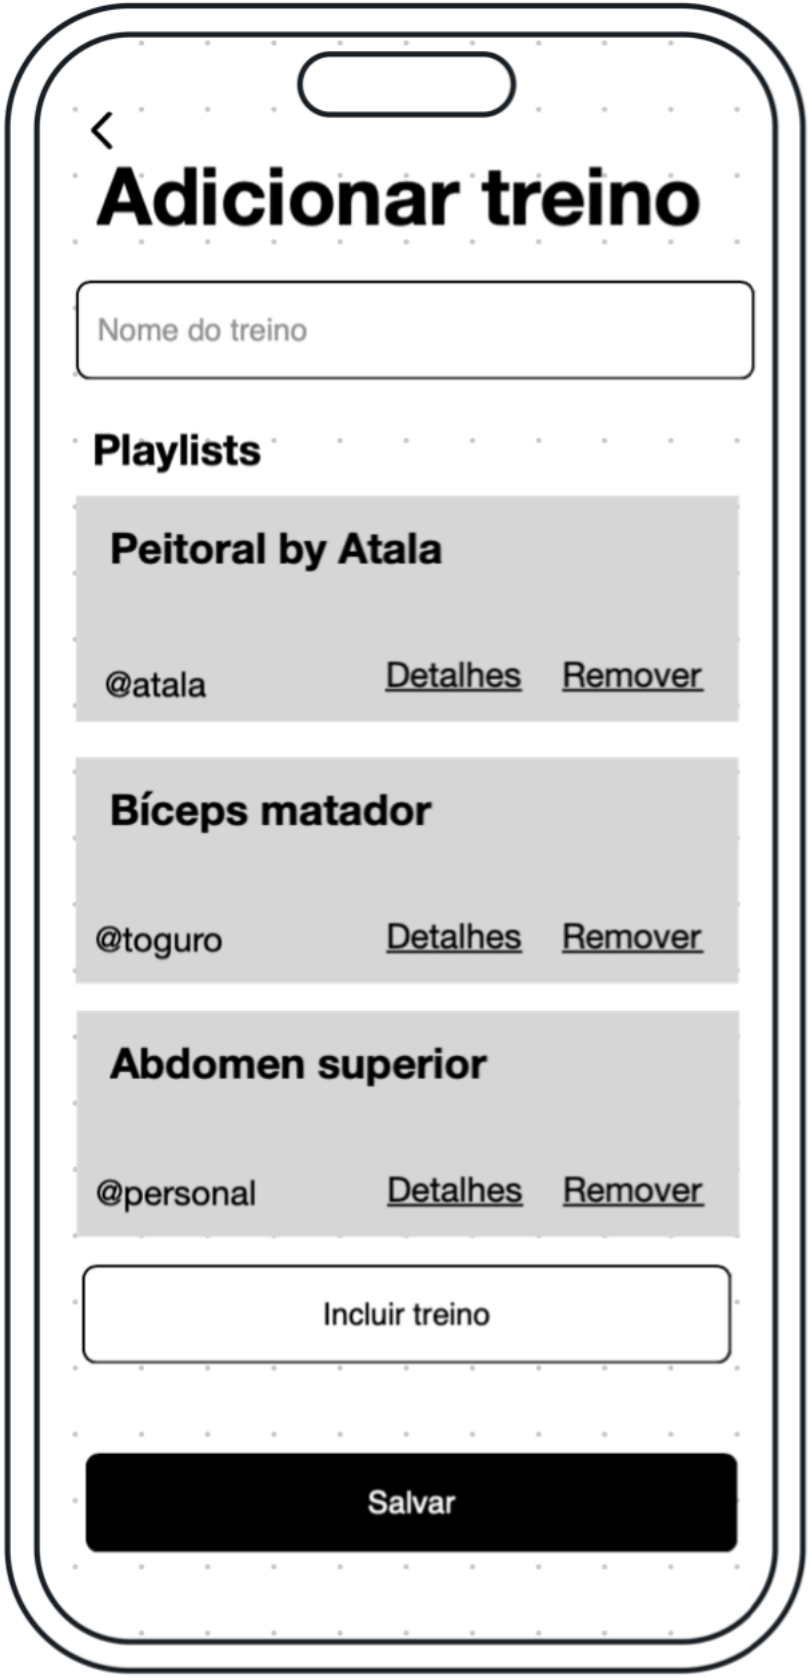 Adicionar treino
Nome do treino
Playlists
Peitoral by Atala
@atala Detalhes Remover
Bíceps matador
@toguro Detalhes Remover
Abdomen superior
@personal Detalhes Remover
Incluir treino
Salvar